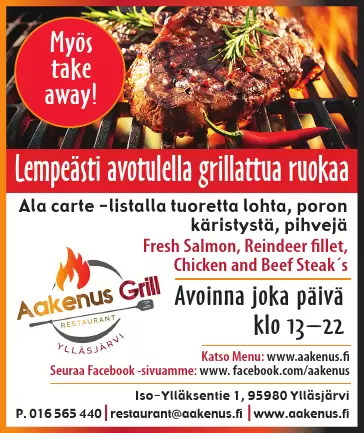 Myös
take
away!
Lempeästi avotulella grillattua ruokaa
Ala carte -listalla tuoretta lohta, poron
käristystä, pihvejä
Fresh Salmon, Reindeer fillet,
Chicken and Beef Steak´s
Aakenus Grill
RESTAURANT
YLLÄSJÄRVI
Avoinna joka päivä
klo 13–22
Katso Menu: www.aakenus.fi
Seuraa Facebook -sivuamme: www. facebook.com/aakenus
Iso-Ylläksentie 1, 95980 Ylläsjärvi
P. 016 565 440 | restaurant@aakenus.fi | www.aakenus.fi